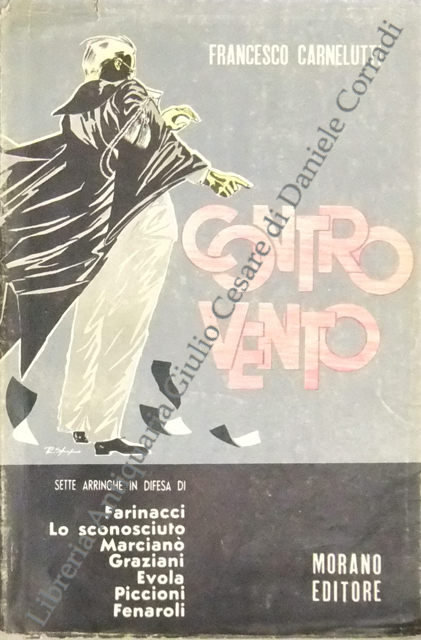 FRANCESCO CARNELUTTI
CONTRO
VENTO
SETTE ARRINGHE IN DIFESA DI
Farinacci
Lo sconosciuto
Marcianò
Graziani
Evola
Piccioni
Fenaroli
MORANO
EDITORE
Libreria Antiquaria Giulio Cesare di Daniele Corradi